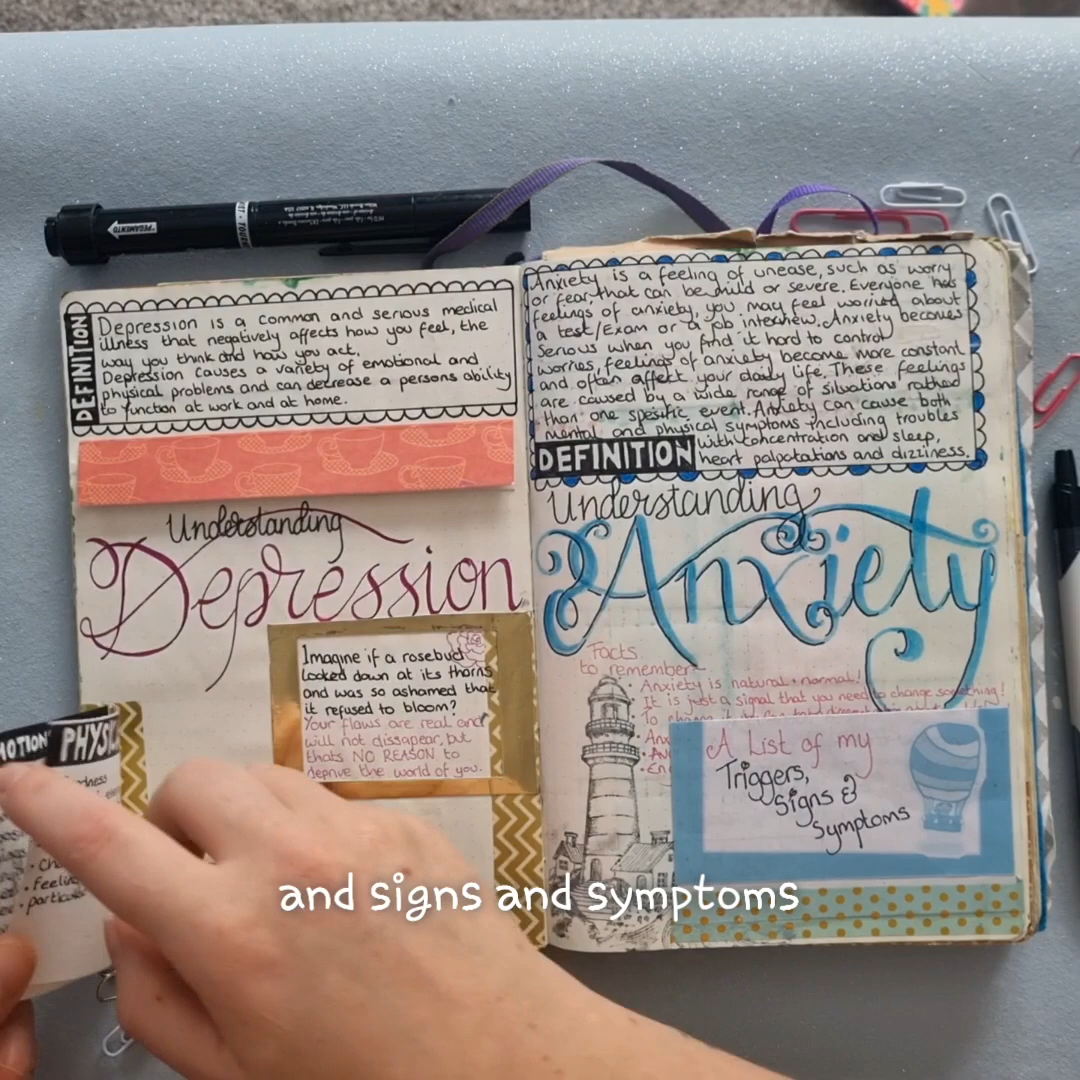 DEFINITION
Depression is a common and serious medical
illness that negatively affects how you feel, the
way you think and how you act.
Depression causes a variety of emotional and
physical problems and can decrease a persons ability
to function at work and at home.
Understanding
Depression
Imagine if a rosebud
looked down at its thorns
and was so ashamed that
it refused to bloom?
Your flaws are real and
will not dissapear, but
thats NO REASON to
deprive the world of you.
MOTION
PHYSIC
Anxiety is a feeling of unease, such as worry
or fear that can be mild or severe. Everyone has
feelings of anxiety, you may feel worried about
a test/Exam or a job interview. Anxiety becomes
serious when you find it hard to control
worries, feelings of anxiety become more constant
and often affect your daily life. These feelings
are caused by a wide range of situations rathed
than one spesific event. Anxiety can cause both
mental and physical symptoms including troubles
DEFINITION with concentration and sleep,
heart palpotations and dizziness.
Understanding
Anxiety
Facts
to remember
• Anxiety is natural + normal!
• It is just a signal that you need to change something!
A List of my
Triggers,
Signs &
Symptoms
PEGAMENTO
and signs and symptoms